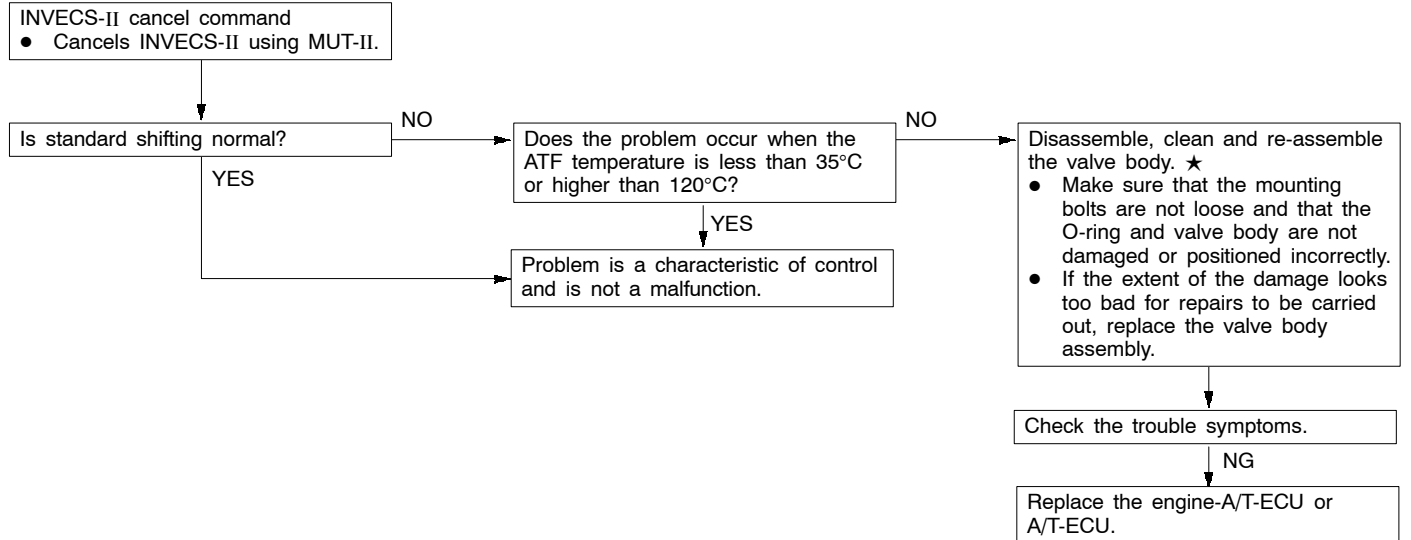 INVECS-II cancel command
● Cancels INVECS-II using MUT-II.
Is standard shifting normal?
NO
YES
Does the problem occur when the
ATF temperature is less than 35°C
or higher than 120°C?
NO
YES
Problem is a characteristic of control
and is not a malfunction.
Disassemble, clean and re-assemble
the valve body. ★
● Make sure that the mounting
bolts are not loose and that the
O-ring and valve body are not
damaged or positioned incorrectly.
● If the extent of the damage looks
too bad for repairs to be carried
out, replace the valve body
assembly.
Check the trouble symptoms.
NG
Replace the engine-A/T-ECU or
A/T-ECU.